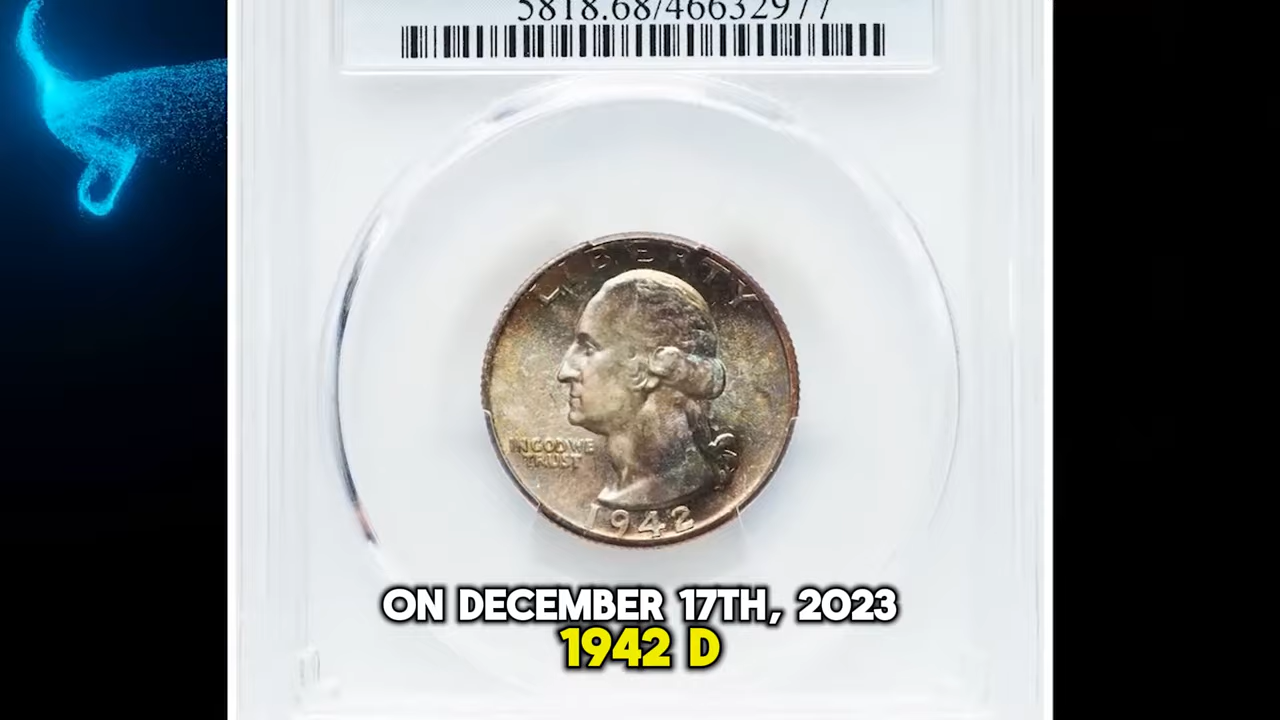 5818.68/46632977
LIBERTY
IN GOD WE
TRUST
1942
ON DECEMBER 17TH, 2023
1942 D